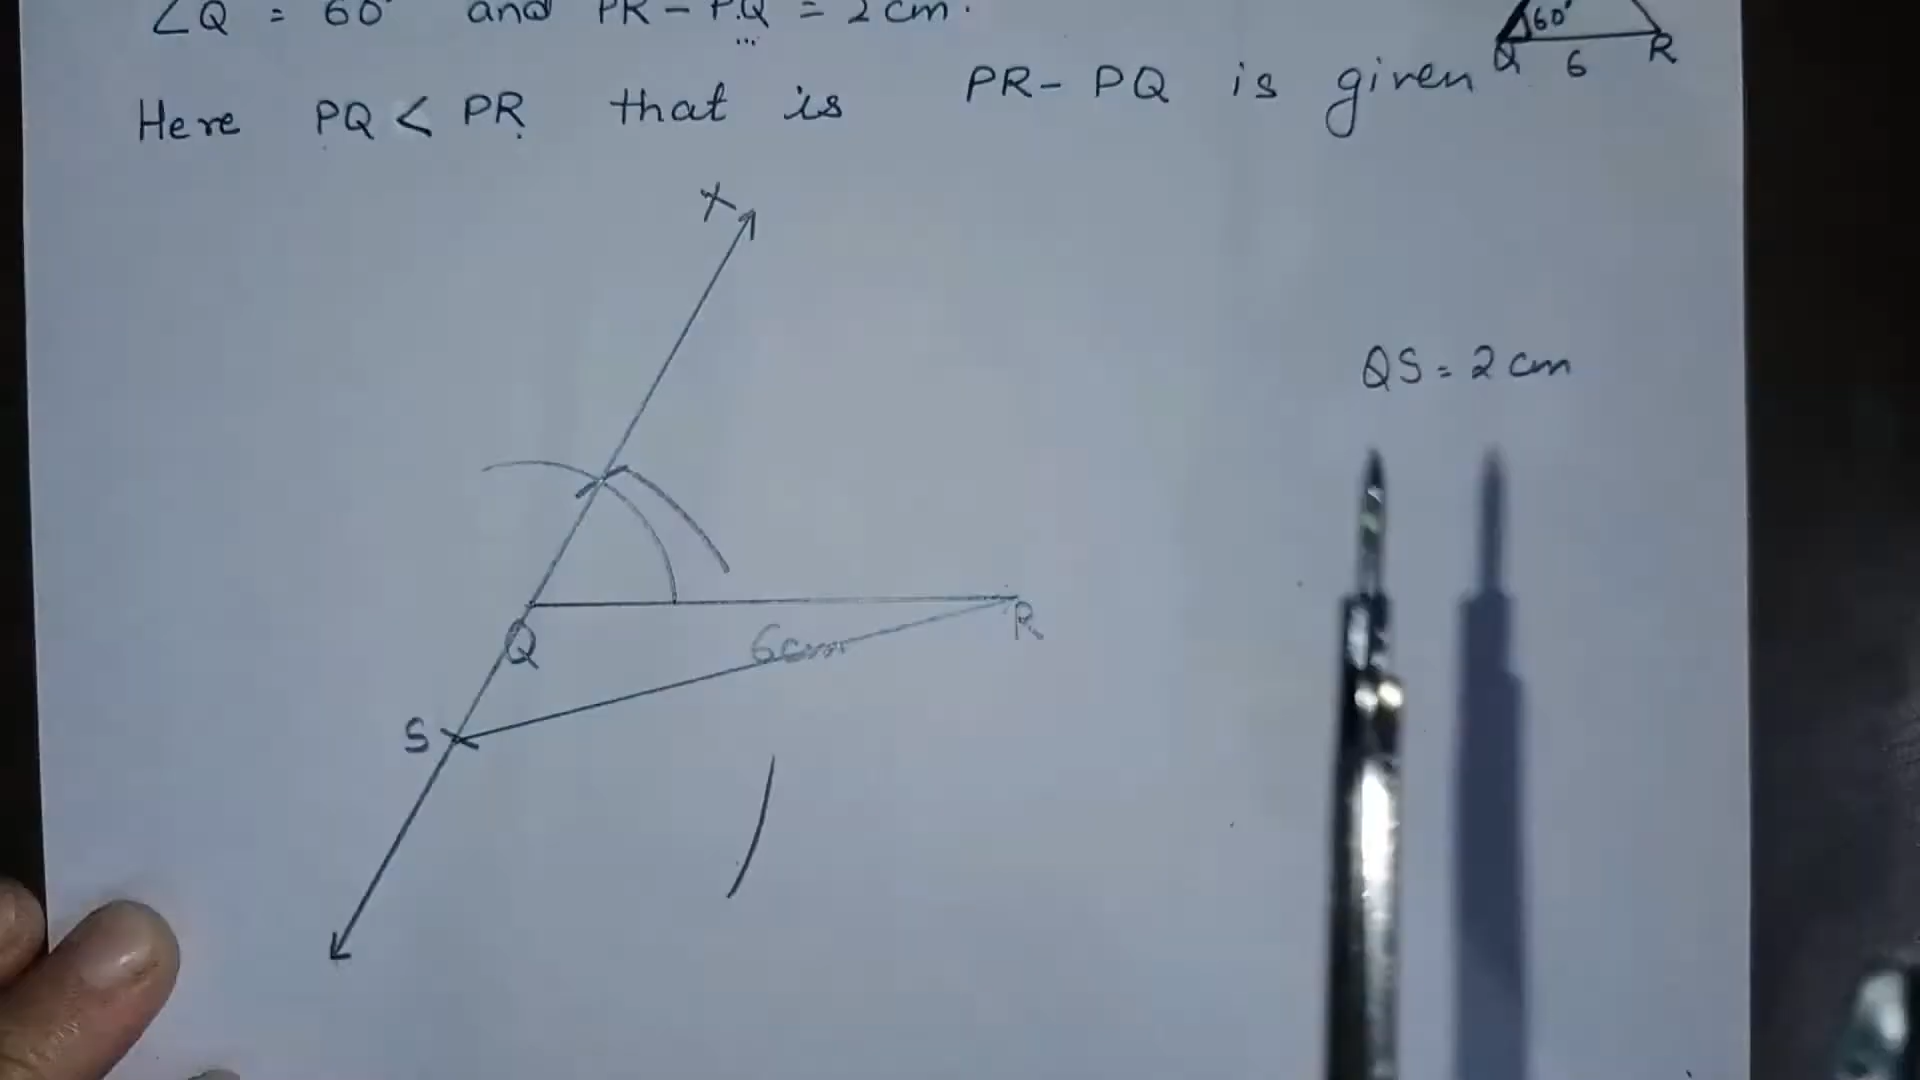 ∠Q = 60° and PR - PQ = 2 cm.
Here PQ < PR that is PR - PQ is given
60°
Q 6 R
X
QS = 2 cm
Q
6cm
R
S